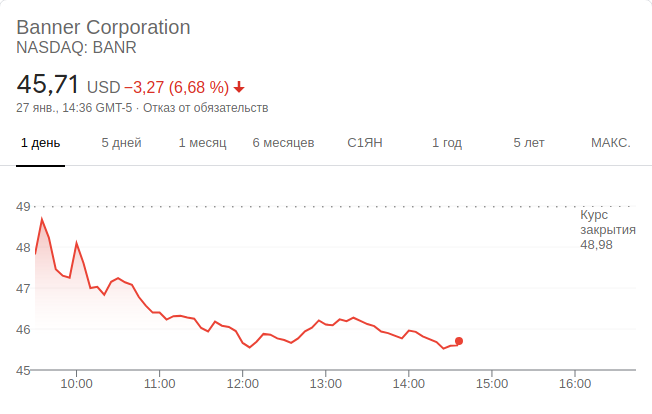 Banner Corporation
NASDAQ: BANR
45,71 USD −3,27 (6,68 %)
27 янв., 14:36 GMT-5 · Отказ от обязательств
1 день 5 дней 1 месяц 6 месяцев С1ЯН 1 год 5 лет МАКС.
49
Курс
закрытия
48,98
48
47
46
45
10:00 11:00 12:00 13:00 14:00 15:00 16:00